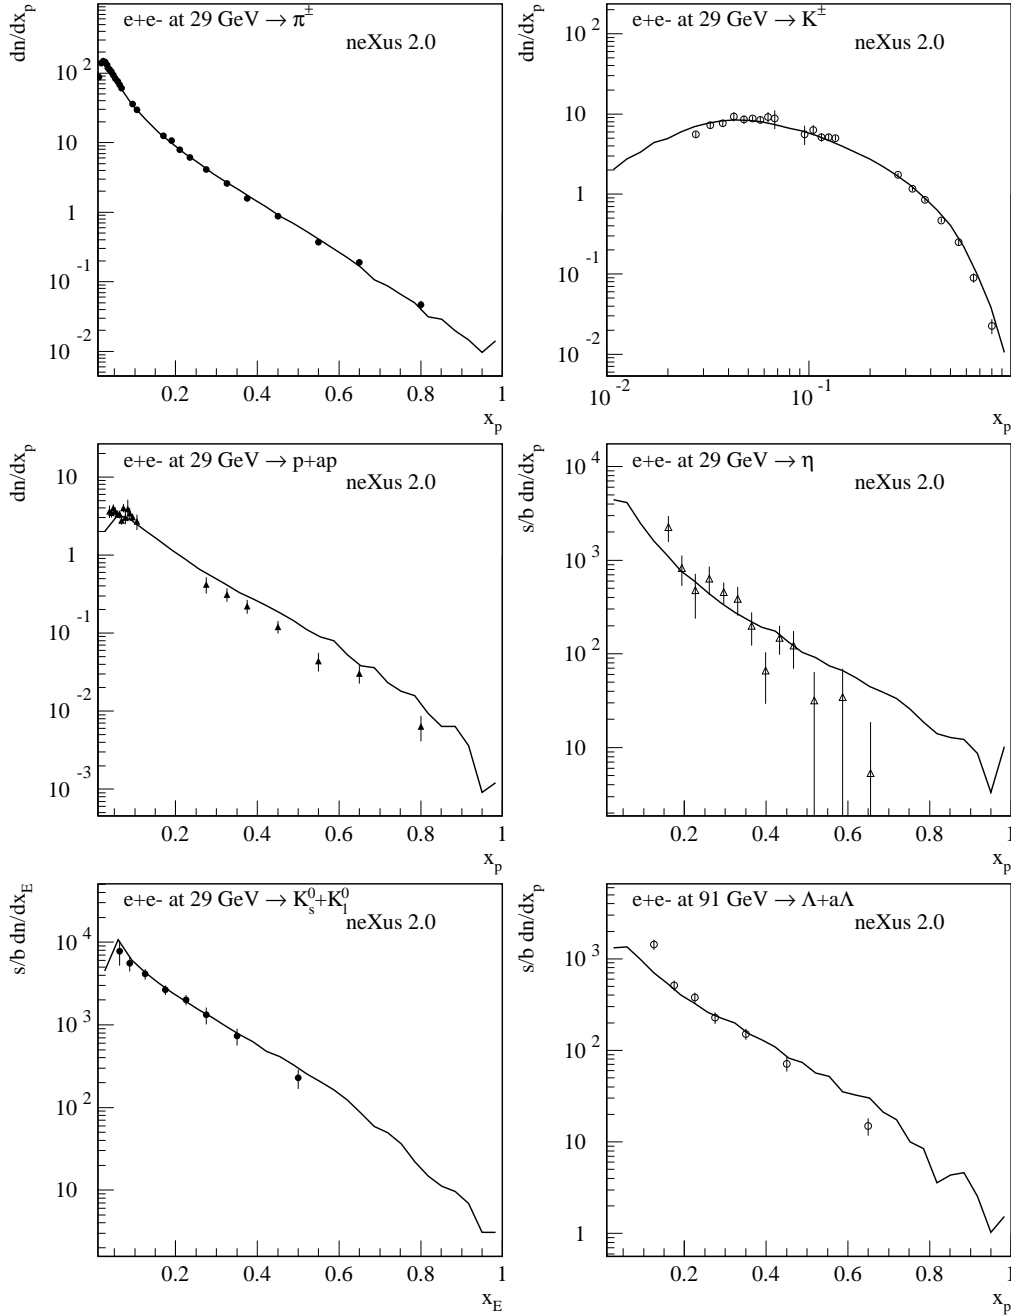 dn/dx_p
e+e- at 29 GeV → π^±
neXus 2.0
10^2
10
1
10^-1
10^-2
0.2 0.4 0.6 0.8 1
x_p
dn/dx_p
e+e- at 29 GeV → K^±
neXus 2.0
10^2
10
1
10^-1
10^-2
10^-2 10^-1 1
x_p
dn/dx_p
e+e- at 29 GeV → p+ap
neXus 2.0
10
1
10^-1
10^-2
10^-3
0.2 0.4 0.6 0.8 1
x_p
s/b dn/dx_p
e+e- at 29 GeV → η
neXus 2.0
10^4
10^3
10^2
10
0.2 0.4 0.6 0.8 1
x_p
s/b dn/dx_E
e+e- at 29 GeV → K_s^0+K_l^0
neXus 2.0
10^4
10^3
10^2
10
0.2 0.4 0.6 0.8 1
x_E
s/b dn/dx_p
e+e- at 91 GeV → Λ+aΛ
neXus 2.0
10^3
10^2
10
1
0.2 0.4 0.6 0.8 1
x_p